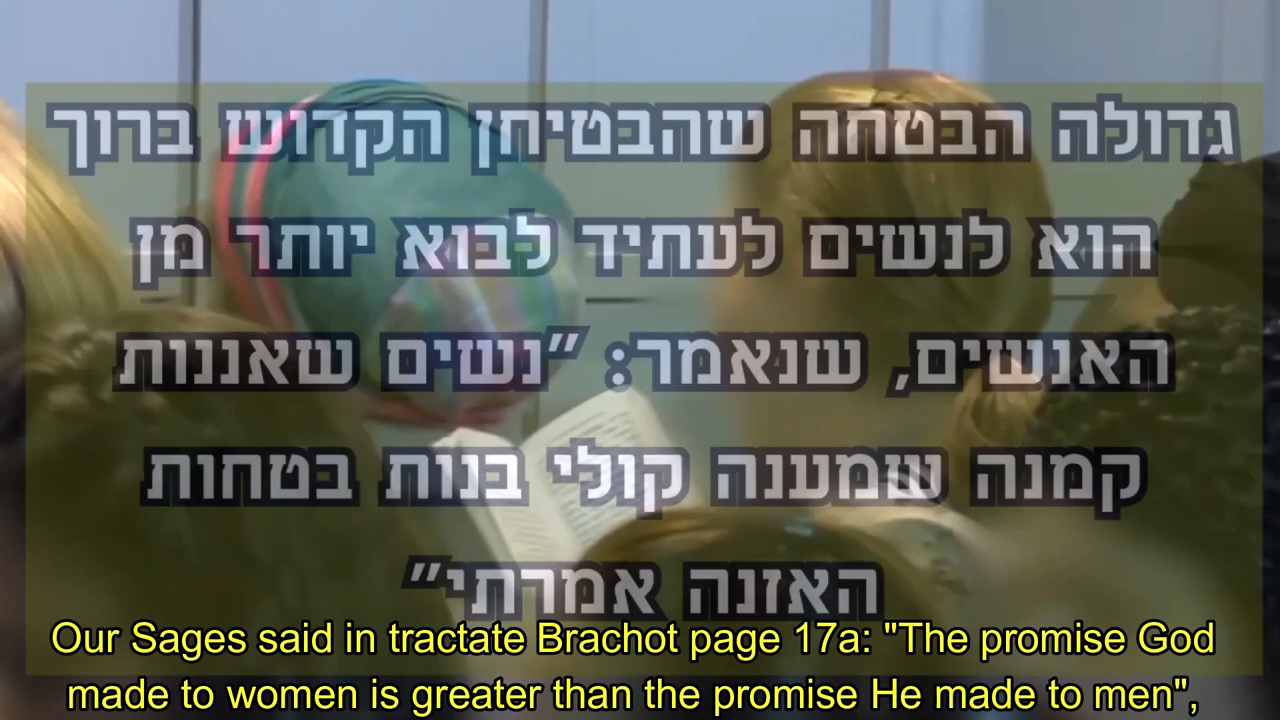 גדולה הבטחה שהבטיחן הקדוש ברוך
הוא לנשים לעתיד לבוא יותר מן
האנשים, שנאמר: "נשים שאננות
קמנה שמענה קולי בנות בטחות
האזנה אמרתי"
Our Sages said in tractate Brachot page 17a: "The promise God
made to women is greater than the promise He made to men",